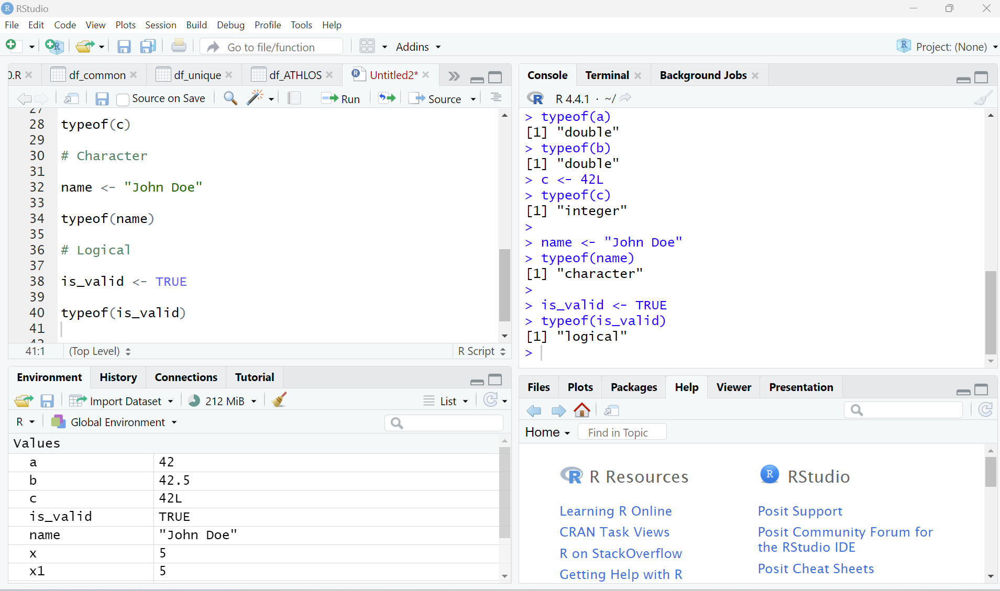 RStudio
File Edit Code View Plots Session Build Debug Profile Tools Help
Go to file/function Addins Project: (None)
.R df_common df_unique df_ATHLOS Untitled2*
Source on Save Run Source
27
28 typeof(c)
29
30 # Character
31
32 name <- "John Doe"
33
34 typeof(name)
35
36 # Logical
37
38 is_valid <- TRUE
39
40 typeof(is_valid)
41
42
41:1 (Top Level) R Script
Console Terminal Background Jobs
R 4.4.1 · ~/
> typeof(a)
[1] "double"
> typeof(b)
[1] "double"
> c <- 42L
> typeof(c)
[1] "integer"
>
> name <- "John Doe"
> typeof(name)
[1] "character"
>
> is_valid <- TRUE
> typeof(is_valid)
[1] "logical"
>
Environment History Connections Tutorial
Import Dataset 212 MiB List
R Global Environment
Values
a 42
b 42.5
c 42L
is_valid TRUE
name "John Doe"
x 5
x1 5
Files Plots Packages Help Viewer Presentation
Home Find in Topic
R Resources
Learning R Online
CRAN Task Views
R on StackOverflow
Getting Help with R
RStudio
Posit Support
Posit Community Forum for
the RStudio IDE
Posit Cheat Sheets